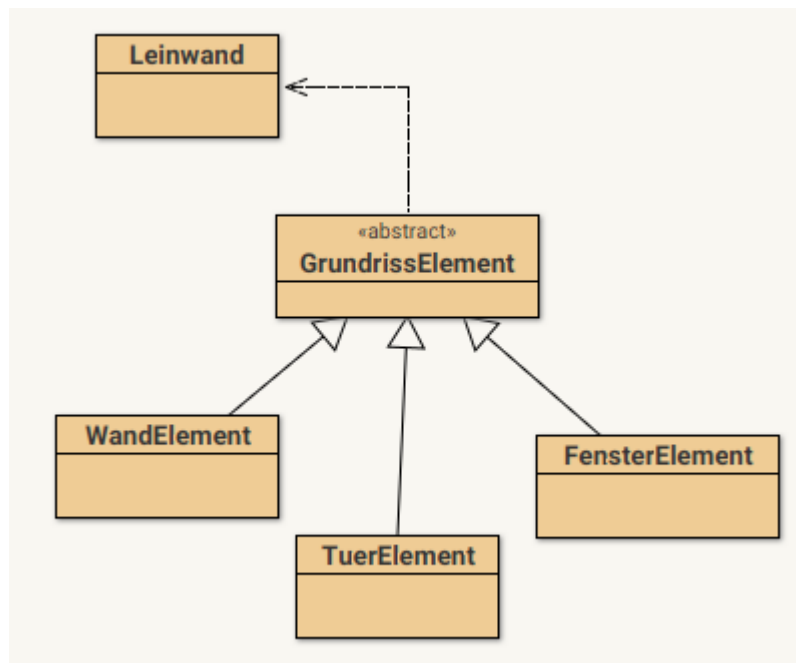 Leinwand
«abstract»
GrundrissElement
WandElement
FensterElement
TuerElement